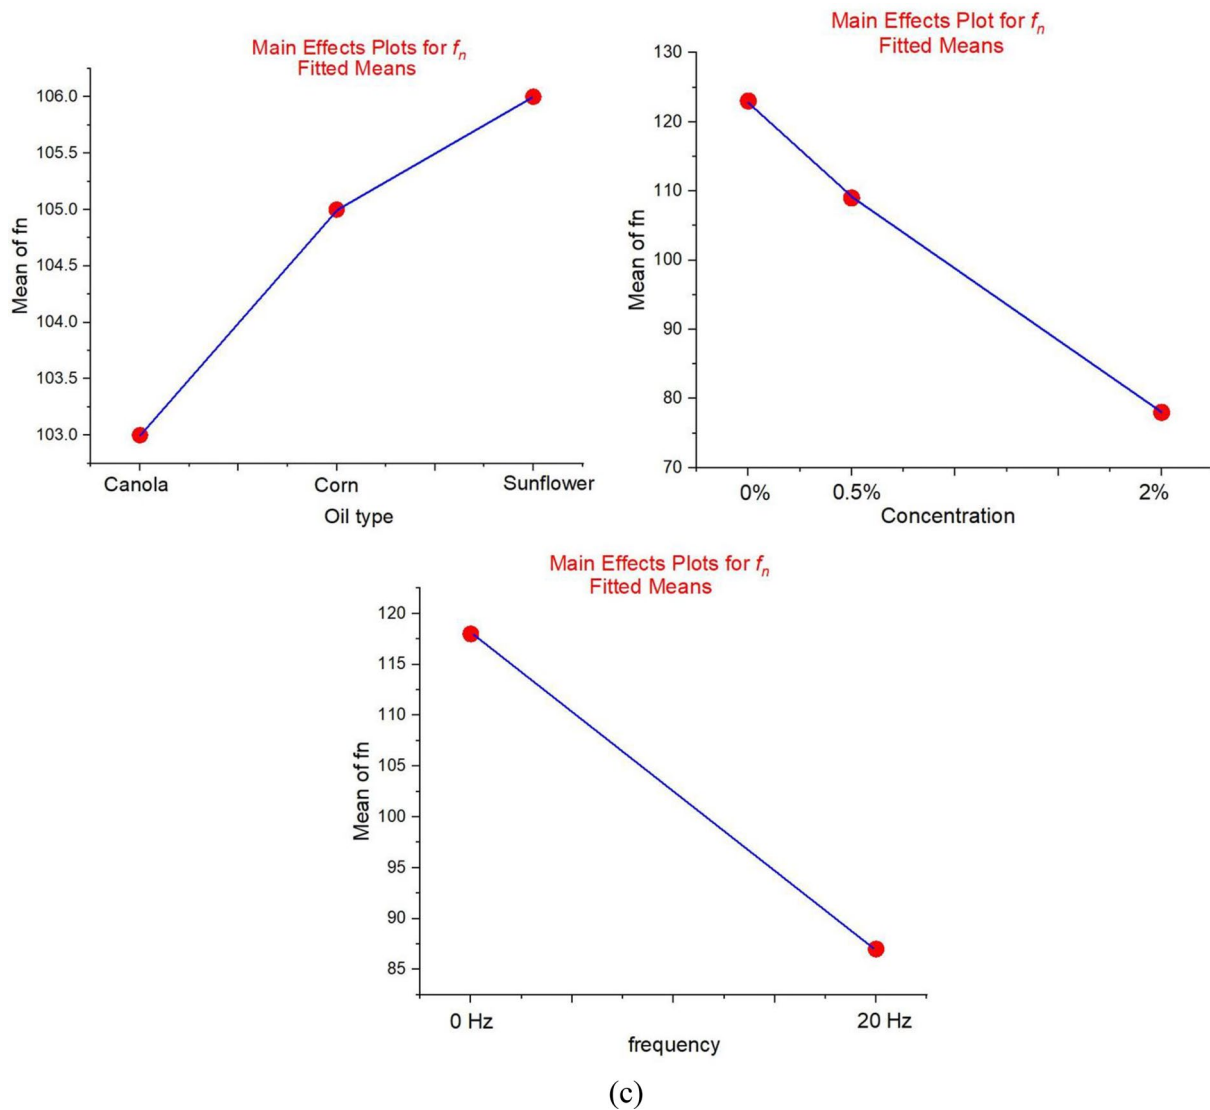 Main Effects Plots for fn
Fitted Means
106.0
105.5
105.0
104.5
104.0
103.5
103.0
Mean of fn
Canola Corn Sunflower
Oil type
Main Effects Plot for fn
Fitted Means
130
120
110
100
90
80
70
Mean of fn
0% 0.5% 2%
Concentration
Main Effects Plots for fn
Fitted Means
120
115
110
105
100
95
90
85
Mean of fn
0 Hz 20 Hz
frequency
(c)